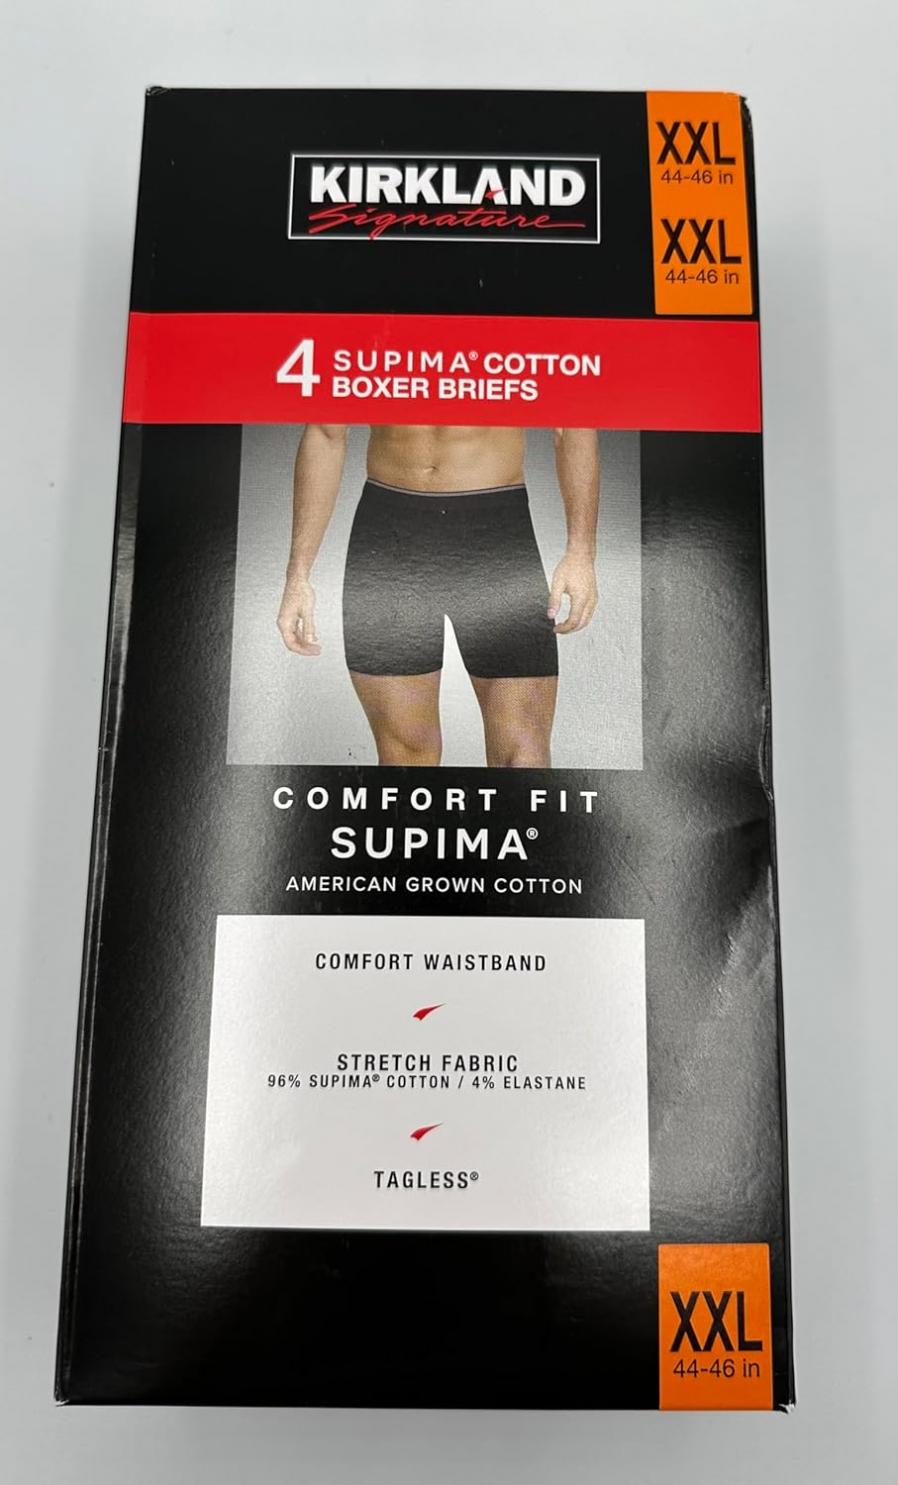 KIRKLAND
Signature
XXL
44-46 in
XXL
44-46 in
4 SUPIMA® COTTON
BOXER BRIEFS
COMFORT FIT
SUPIMA®
AMERICAN GROWN COTTON
COMFORT WAISTBAND
STRETCH FABRIC
96% SUPIMA® COTTON / 4% ELASTANE
TAGLESS®
XXL
44-46 in